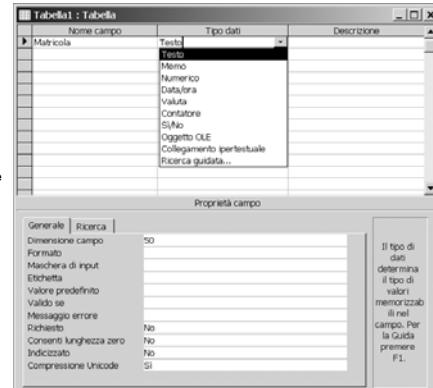 Tabella1 : Tabella
Nome campo Tipo dati Descrizione
Matricola Testo
Testo
Memo
Numerico
Data/ora
Valuta
Contatore
Sì/No
Oggetto OLE
Collegamento ipertestuale
Ricerca guidata...
e
Proprietà campo
Generale Ricerca
Dimensione campo 50
Formato
Maschera di input
Etichetta
Valore predefinito
Valido se
Messaggio errore
Richiesto No
Consenti lunghezza zero No
Indicizzato No
Compressione Unicode Sì
Il tipo di
dati
determina
il tipo di
valori
memorizzab
ili nel
campo. Per
la Guida
premere
F1.